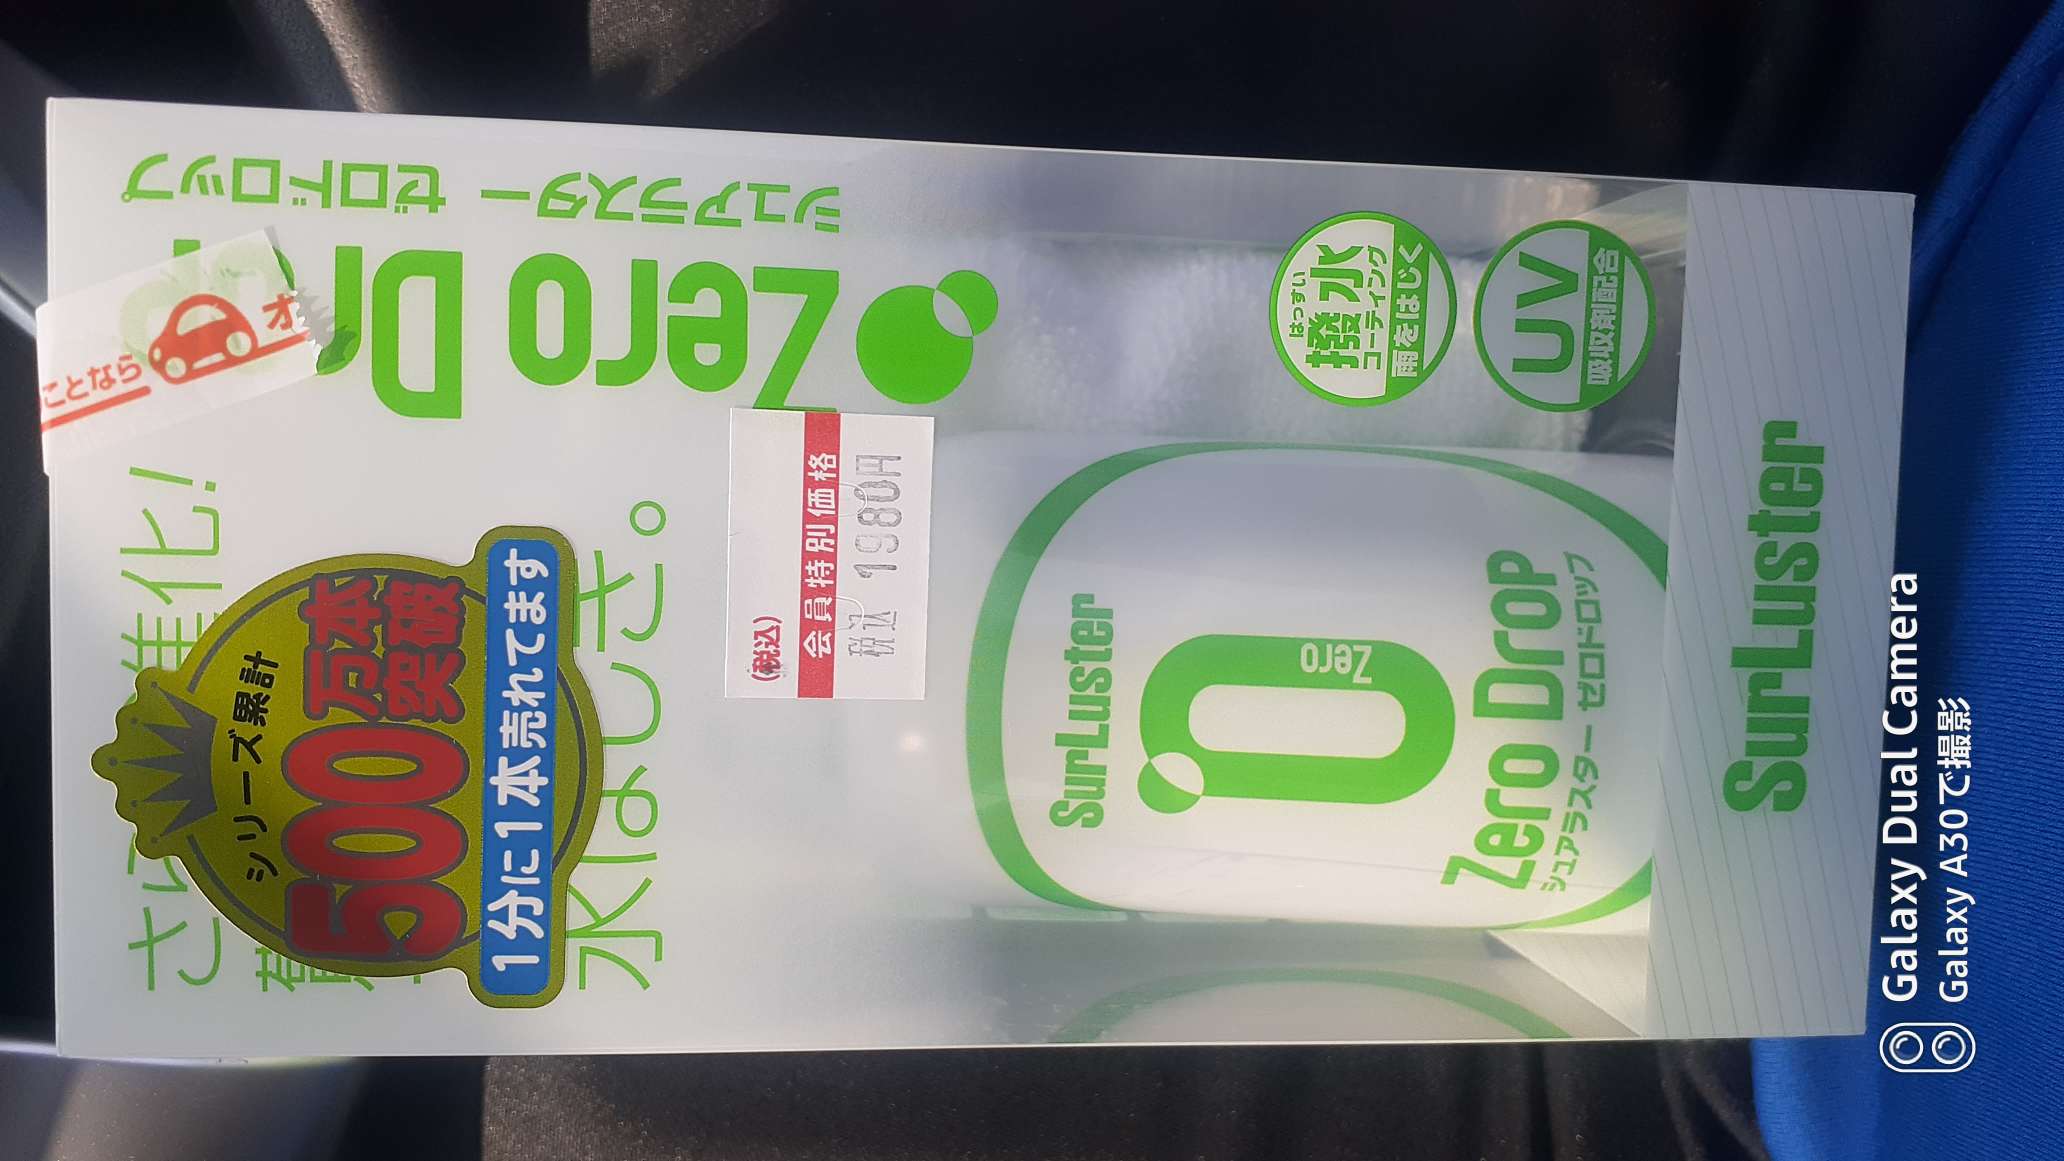 さらに進化!
水はじき。
シリーズ累計
500万本
突破
1分に1本売れてます
ことなら
オ
シュアラスター ゼロドロップ
Zero Dr
(税込)
会員特別価格
税込 1980円
はっすい
撥水
コーティング
雨をはじく
UV
吸収剤配合
SurLuster
Zero
Zero Drop
シュアラスター ゼロドロップ
SurLuster
Galaxy Dual Camera
Galaxy A30で撮影